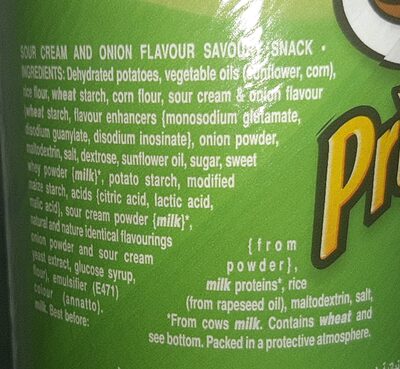 SOUR CREAM AND ONION FLAVOUR SAVOURY SNACK •
INGREDIENTS: Dehydrated potatoes, vegetable oils (sunflower, corn),
rice flour, wheat starch, corn flour, sour cream & onion flavour
{wheat starch, flavour enhancers {monosodium glutamate,
disodium guanylate, disodium inosinate}, onion powder,
maltodextrin, salt, dextrose, sunflower oil, sugar, sweet
whey powder {milk}*, potato starch, modified
maize starch, acids {citric acid, lactic acid,
malic acid}, sour cream powder {milk}*,
natural and nature identical flavourings
{from
onion powder and sour cream
powder},
milk proteins*, rice
yeast extract, glucose syrup,
(from rapeseed oil), maltodextrin, salt,
flour), emulsifier (E471)
*From cows milk. Contains wheat and
colour (annatto).
see bottom. Packed in a protective atmosphere.
milk. Best before:
Pri